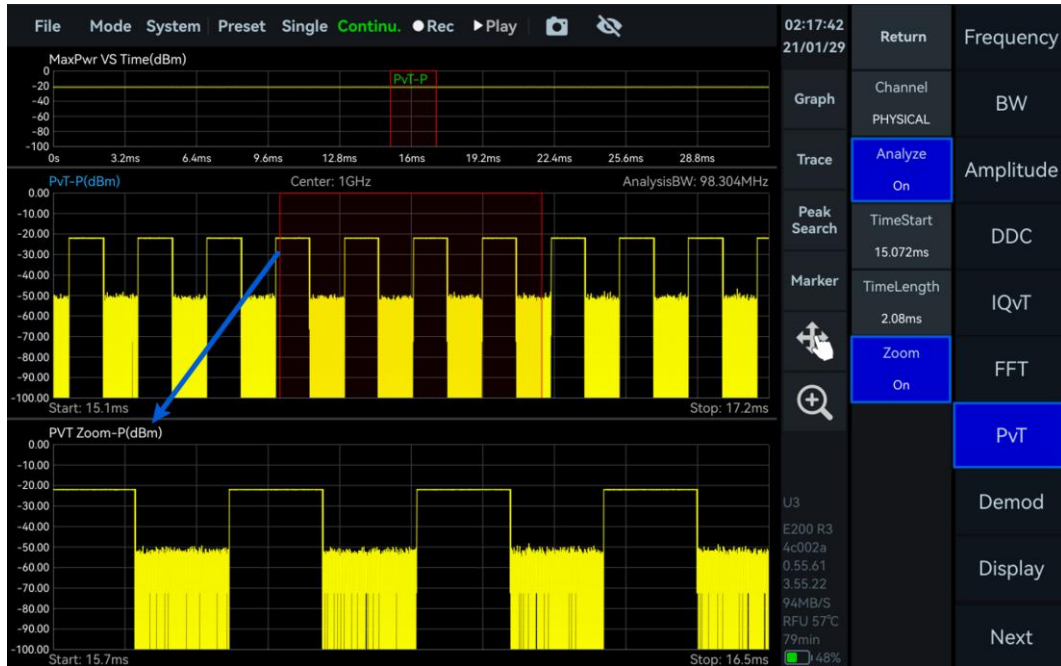 File Mode System Preset Single Continu. Rec Play
02:17:42
21/01/29
Return
Frequency
MaxPwr VS Time(dBm)
PvT-P
0
-20
-40
-60
-80
-100
0s 3.2ms 6.4ms 9.6ms 12.8ms 16ms 19.2ms 22.4ms 25.6ms 28.8ms
PvT-P(dBm) Center: 1GHz AnalysisBW: 98.304MHz
0.00
-10.00
-20.00
-30.00
-40.00
-50.00
-60.00
-70.00
-80.00
-90.00
-100.00
Start: 15.1ms Stop: 17.2ms
PVT Zoom-P(dBm)
0.00
-10.00
-20.00
-30.00
-40.00
-50.00
-60.00
-70.00
-80.00
-90.00
-100.00
Start: 15.7ms Stop: 16.5ms
Graph
Trace
Peak
Search
Marker
U3
E200 R3
4c002a
0.55.61
3.55.22
94MB/S
RFU 57℃
79min
48%
Channel
PHYSICAL
Analyze
On
TimeStart
15.072ms
TimeLength
2.08ms
Zoom
On
BW
Amplitude
DDC
IQvT
FFT
PvT
Demod
Display
Next